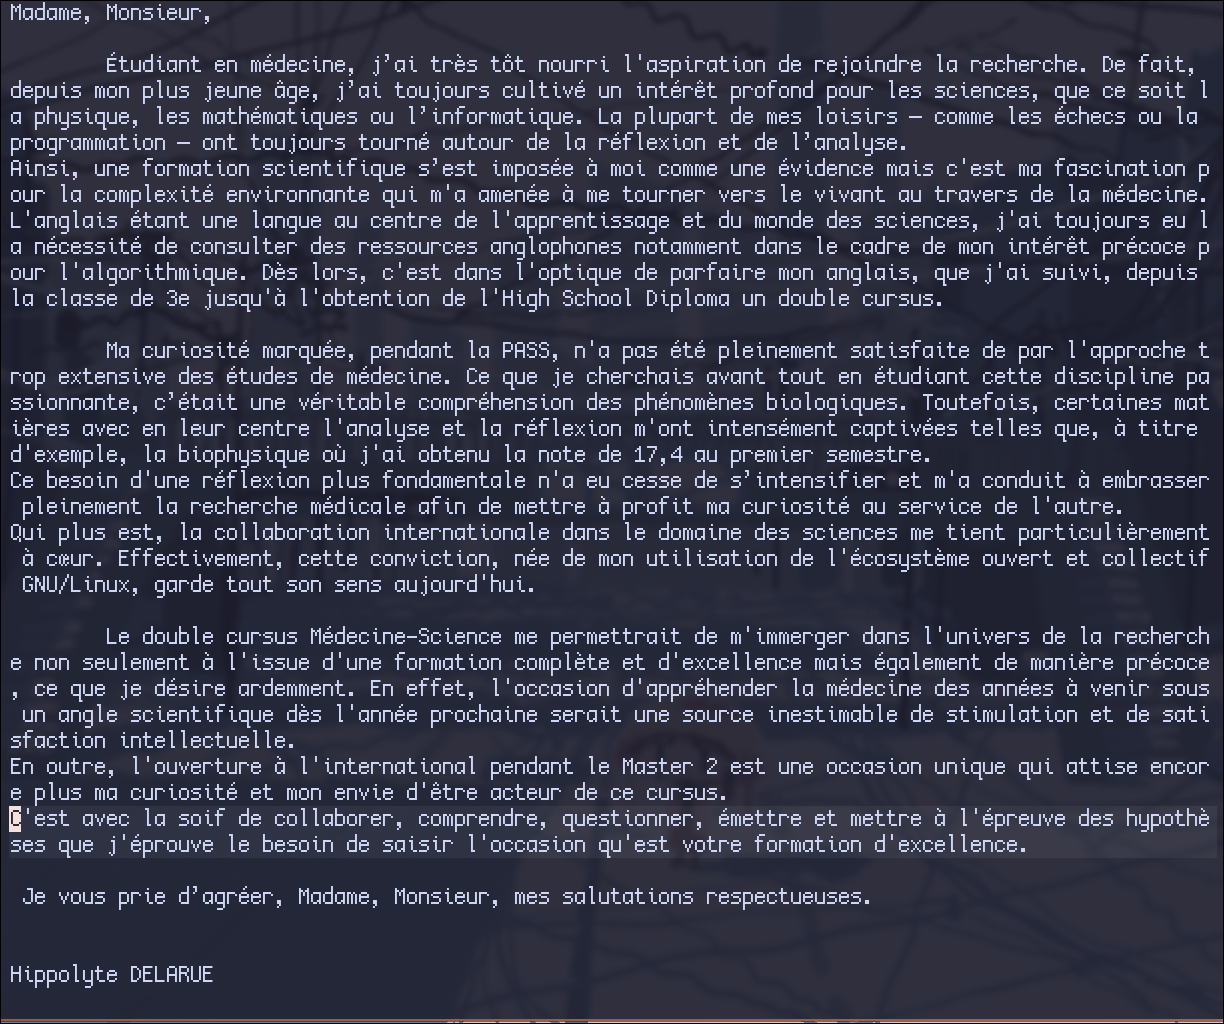 Madame, Monsieur,
Étudiant en médecine, j’ai très tôt nourri l'aspiration de rejoindre la recherche. De fait,
depuis mon plus jeune âge, j’ai toujours cultivé un intérêt profond pour les sciences, que ce soit l
a physique, les mathématiques ou l’informatique. La plupart de mes loisirs – comme les échecs ou la
programmation – ont toujours tourné autour de la réflexion et de l’analyse.
Ainsi, une formation scientifique s’est imposée à moi comme une évidence mais c'est ma fascination p
our la complexité environnante qui m'a amenée à me tourner vers le vivant au travers de la médecine.
L'anglais étant une langue au centre de l'apprentissage et du monde des sciences, j'ai toujours eu l
a nécessité de consulter des ressources anglophones notamment dans le cadre de mon intérêt précoce p
our l'algorithmique. Dès lors, c'est dans l'optique de parfaire mon anglais, que j'ai suivi, depuis
la classe de 3e jusqu'à l'obtention de l'High School Diploma un double cursus.
Ma curiosité marquée, pendant la PASS, n'a pas été pleinement satisfaite de par l'approche t
rop extensive des études de médecine. Ce que je cherchais avant tout en étudiant cette discipline pa
ssionnante, c’était une véritable compréhension des phénomènes biologiques. Toutefois, certaines mat
ières avec en leur centre l'analyse et la réflexion m'ont intensément captivées telles que, à titre
d'exemple, la biophysique où j'ai obtenu la note de 17,4 au premier semestre.
Ce besoin d'une réflexion plus fondamentale n'a eu cesse de s’intensifier et m'a conduit à embrasser
pleinement la recherche médicale afin de mettre à profit ma curiosité au service de l'autre.
Qui plus est, la collaboration internationale dans le domaine des sciences me tient particulièrement
à cœur. Effectivement, cette conviction, née de mon utilisation de l'écosystème ouvert et collectif
GNU/Linux, garde tout son sens aujourd'hui.
Le double cursus Médecine-Science me permettrait de m'immerger dans l'univers de la recherch
e non seulement à l'issue d'une formation complète et d'excellence mais également de manière précoce
, ce que je désire ardemment. En effet, l'occasion d'appréhender la médecine des années à venir sous
un angle scientifique dès l'année prochaine serait une source inestimable de stimulation et de sati
sfaction intellectuelle.
En outre, l'ouverture à l'international pendant le Master 2 est une occasion unique qui attise encor
e plus ma curiosité et mon envie d'être acteur de ce cursus.
C'est avec la soif de collaborer, comprendre, questionner, émettre et mettre à l'épreuve des hypothè
ses que j'éprouve le besoin de saisir l'occasion qu'est votre formation d'excellence.
Je vous prie d’agréer, Madame, Monsieur, mes salutations respectueuses.
Hippolyte DELARUE